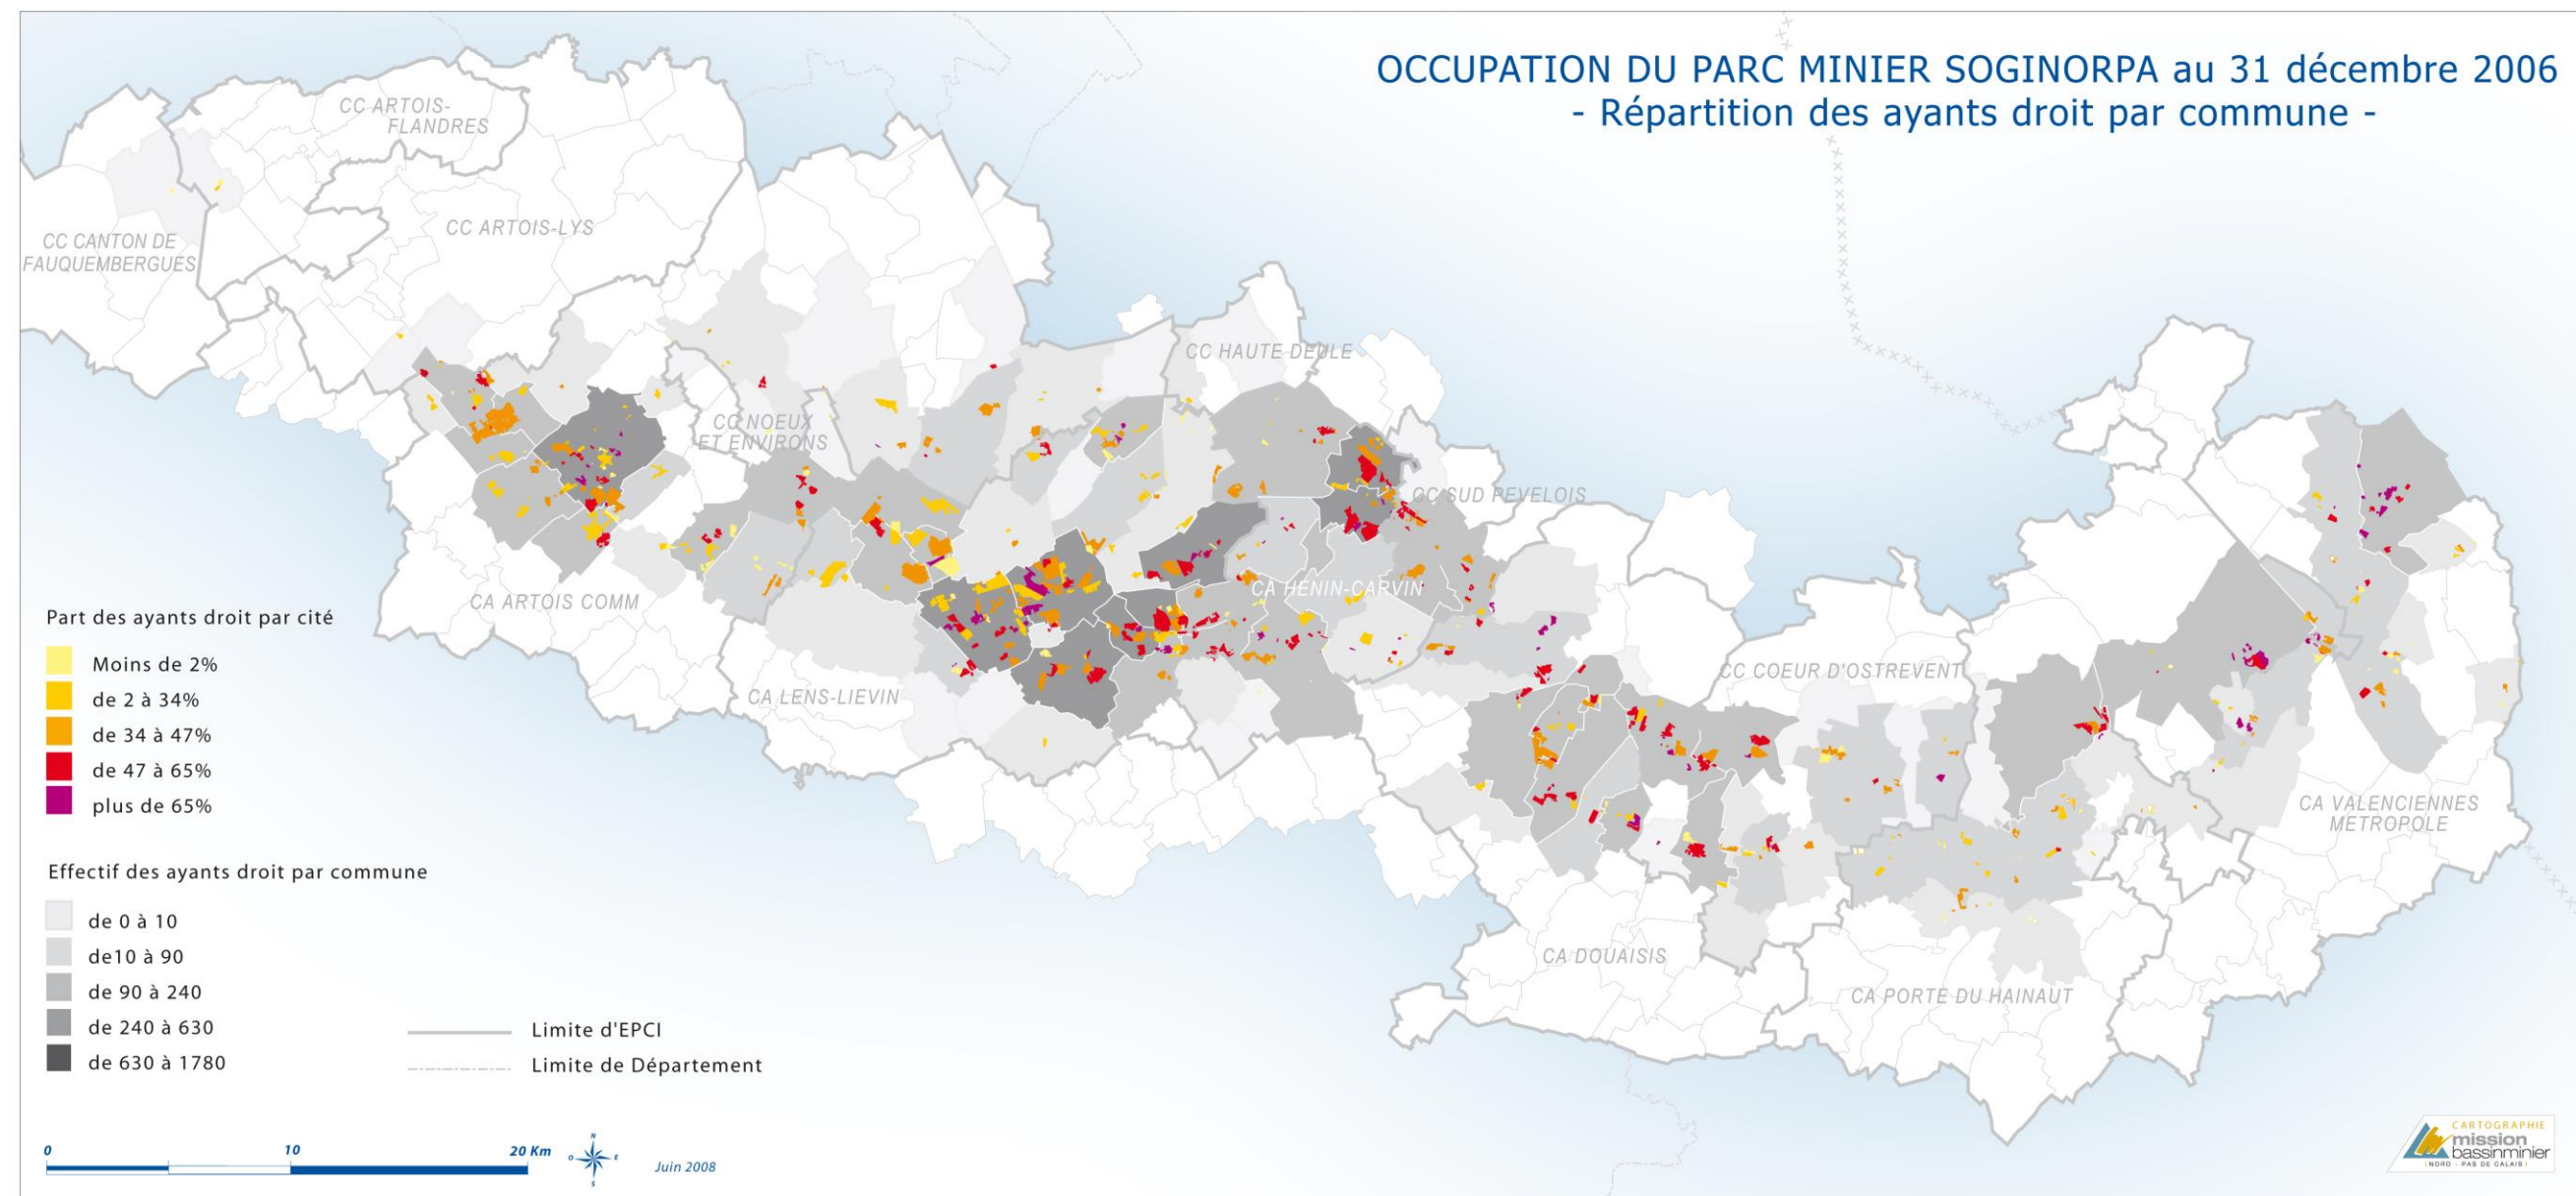 OCCUPATION DU PARC MINIER SOGINORPA au 31 décembre 2006
- Répartition des ayants droit par commune -
CC ARTOIS-
FLANDRES
CC ARTOIS-LYS
CC CANTON DE
FAUQUEMBERGUES
CC HAUTE DEULE
CC NOEUX
ET ENVIRONS
CC SUD PEVELOIS
CA HENIN-CARVIN
CA ARTOIS COMM
CA LENS-LIEVIN
CC COEUR D'OSTREVENT
CA VALENCIENNES
METROPOLE
CA DOUAISIS
CA PORTE DU HAINAUT
Part des ayants droit par cité
Moins de 2%
de 2 à 34%
de 34 à 47%
de 47 à 65%
plus de 65%
Effectif des ayants droit par commune
de 0 à 10
de10 à 90
de 90 à 240
de 240 à 630
de 630 à 1780
Limite d'EPCI
Limite de Département
0 10 20 Km
N
O E
S
Juin 2008
CARTOGRAPHIE
mission
bassinminier
NORD - PAS DE CALAIS